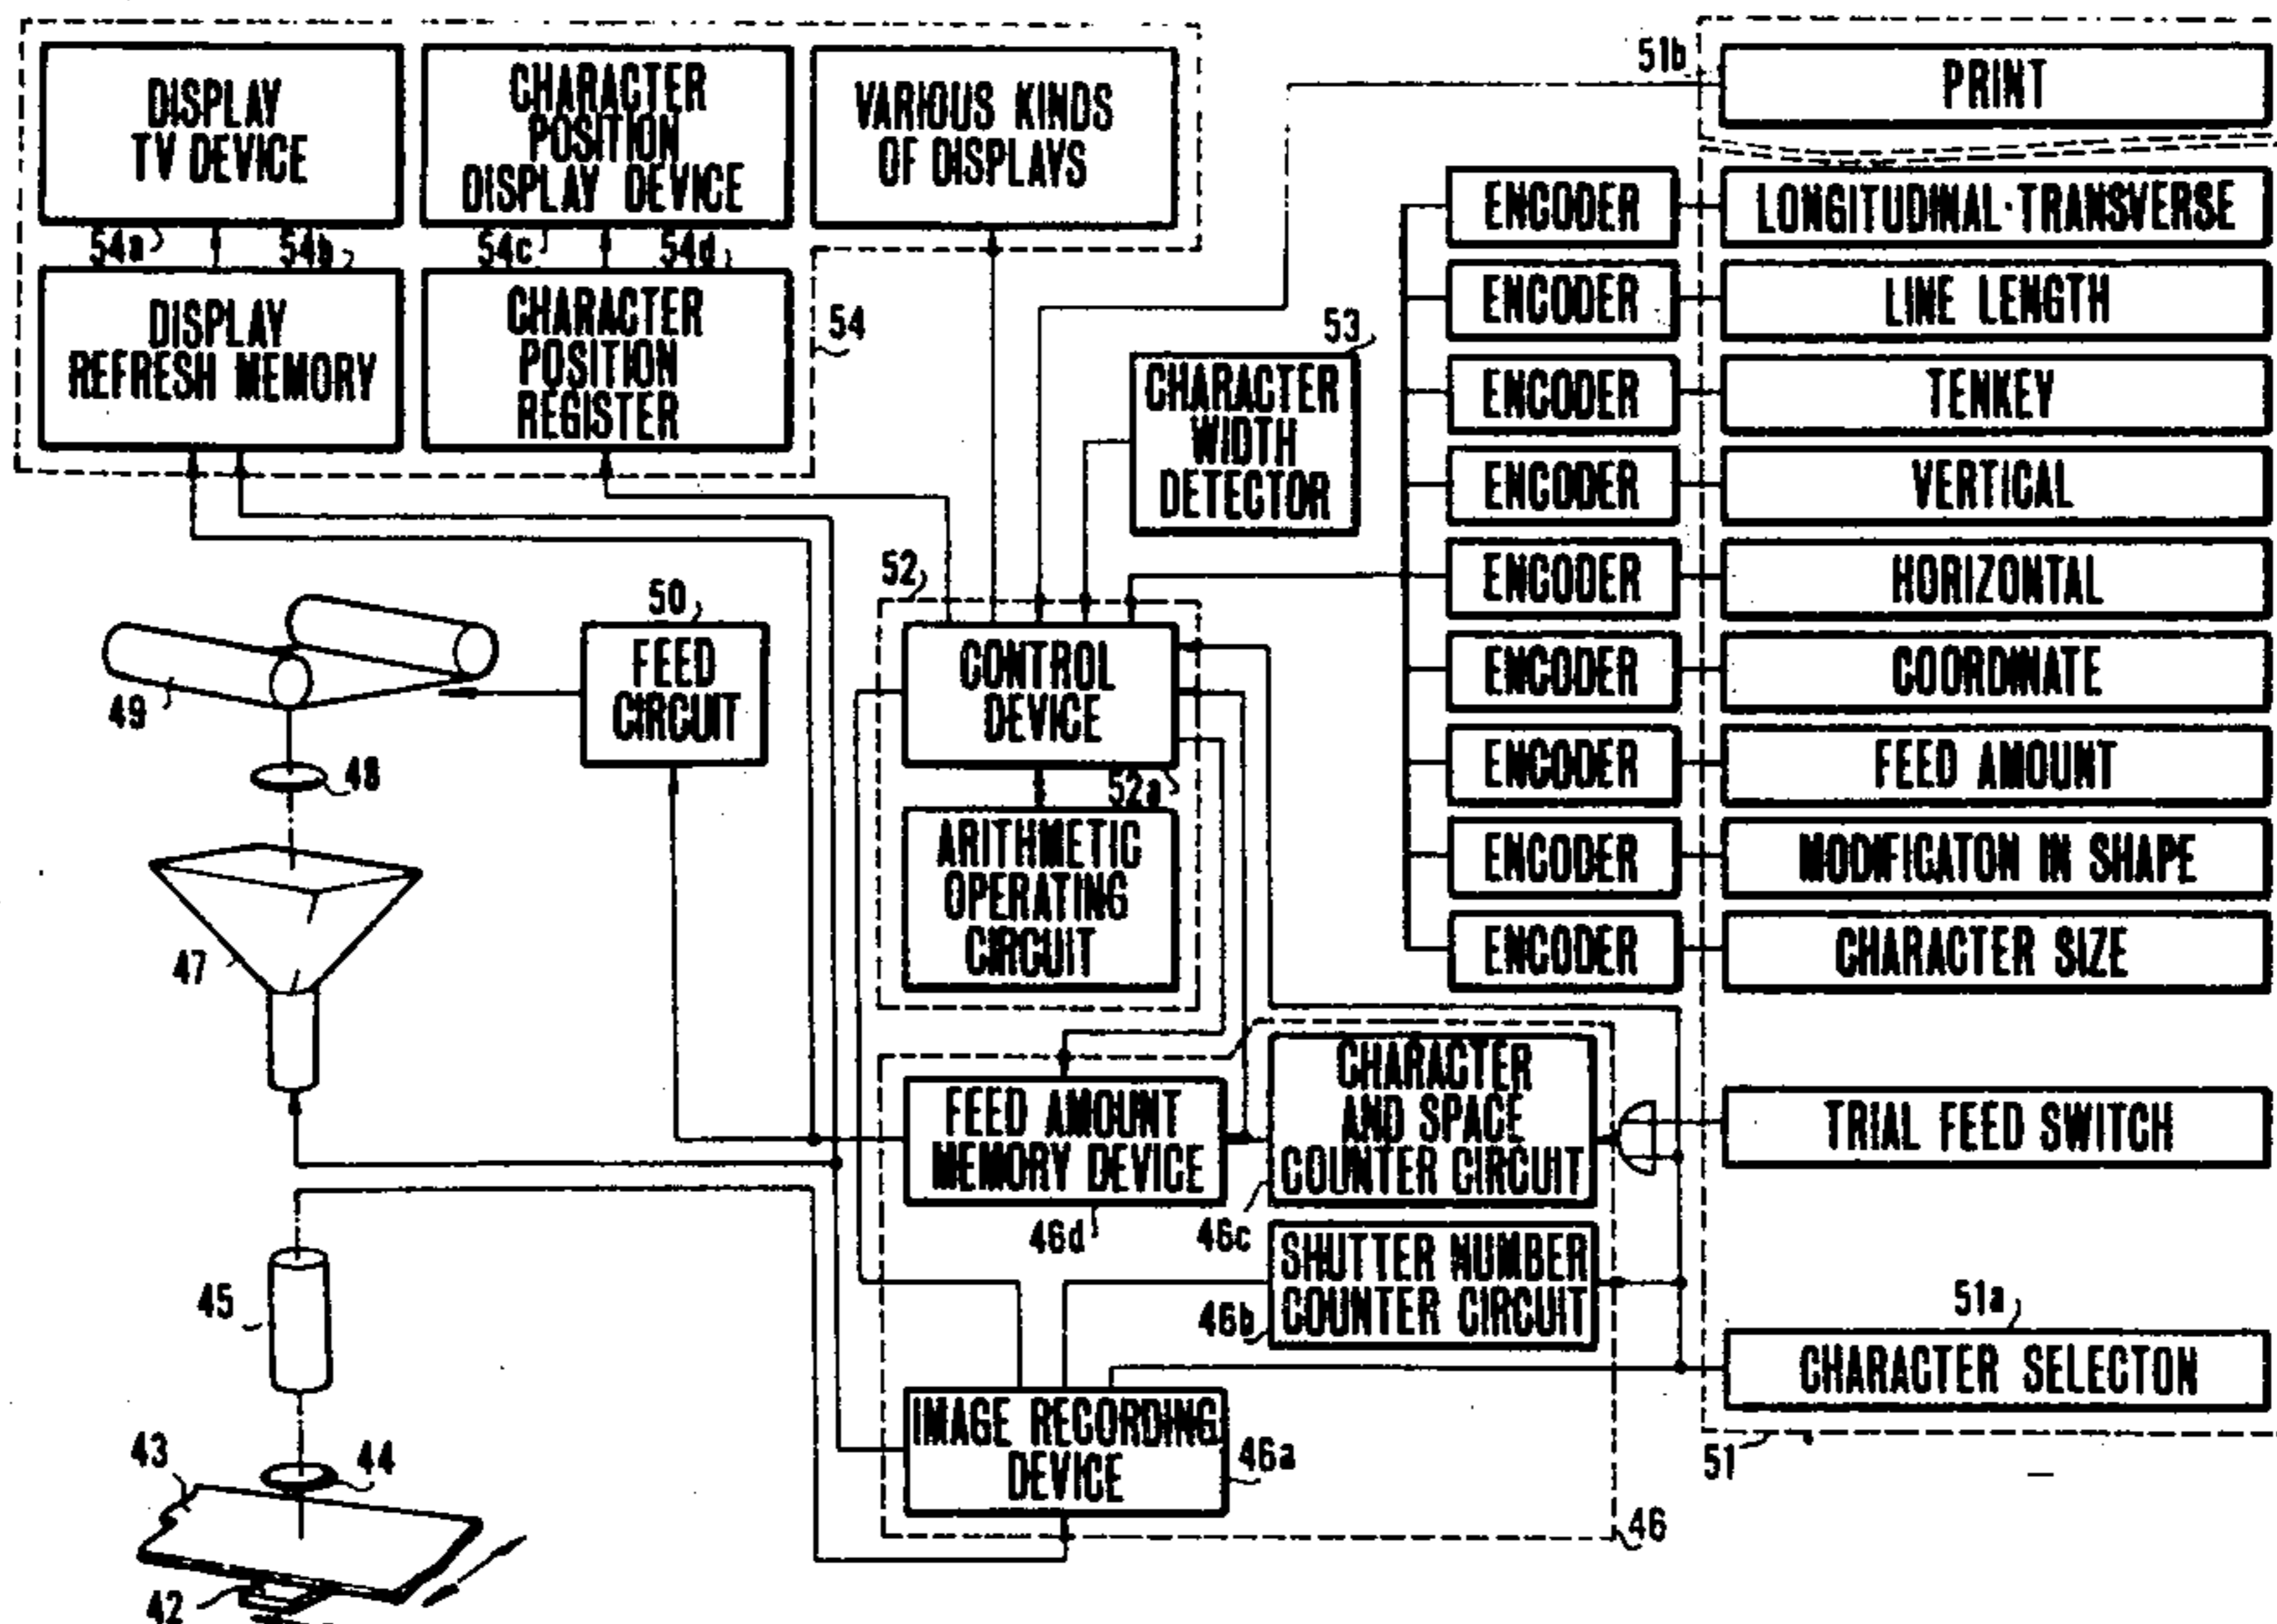 DISPLAY
TV DEVICE
CHARACTER
POSITION
DISPLAY DEVICE
VARIOUS KINDS
OF DISPLAYS
51b
PRINT
54a
54b
54c
54d
DISPLAY
REFRESH MEMORY
CHARACTER
POSITION
REGISTER
54
53
CHARACTER
WIDTH
DETECTOR
ENCODER
LONGITUDINAL·TRANSVERSE
ENCODER
LINE LENGTH
ENCODER
TENKEY
ENCODER
VERTICAL
ENCODER
HORIZONTAL
ENCODER
COORDINATE
ENCODER
FEED AMOUNT
ENCODER
MODIFICATON IN SHAPE
ENCODER
CHARACTER SIZE
49
50
FEED
CIRCUIT
52
CONTROL
DEVICE
52a
48
ARITHMETIC
OPERATING
CIRCUIT
47
FEED AMOUNT
MEMORY DEVICE
46d
CHARACTER
AND SPACE
COUNTER CIRCUIT
46c
TRIAL FEED SWITCH
SHUTTER NUMBER
COUNTER CIRCUIT
46b
45
51a
CHARACTER SELECTON
IMAGE RECORDING
DEVICE
46a
51
46
43
44
42